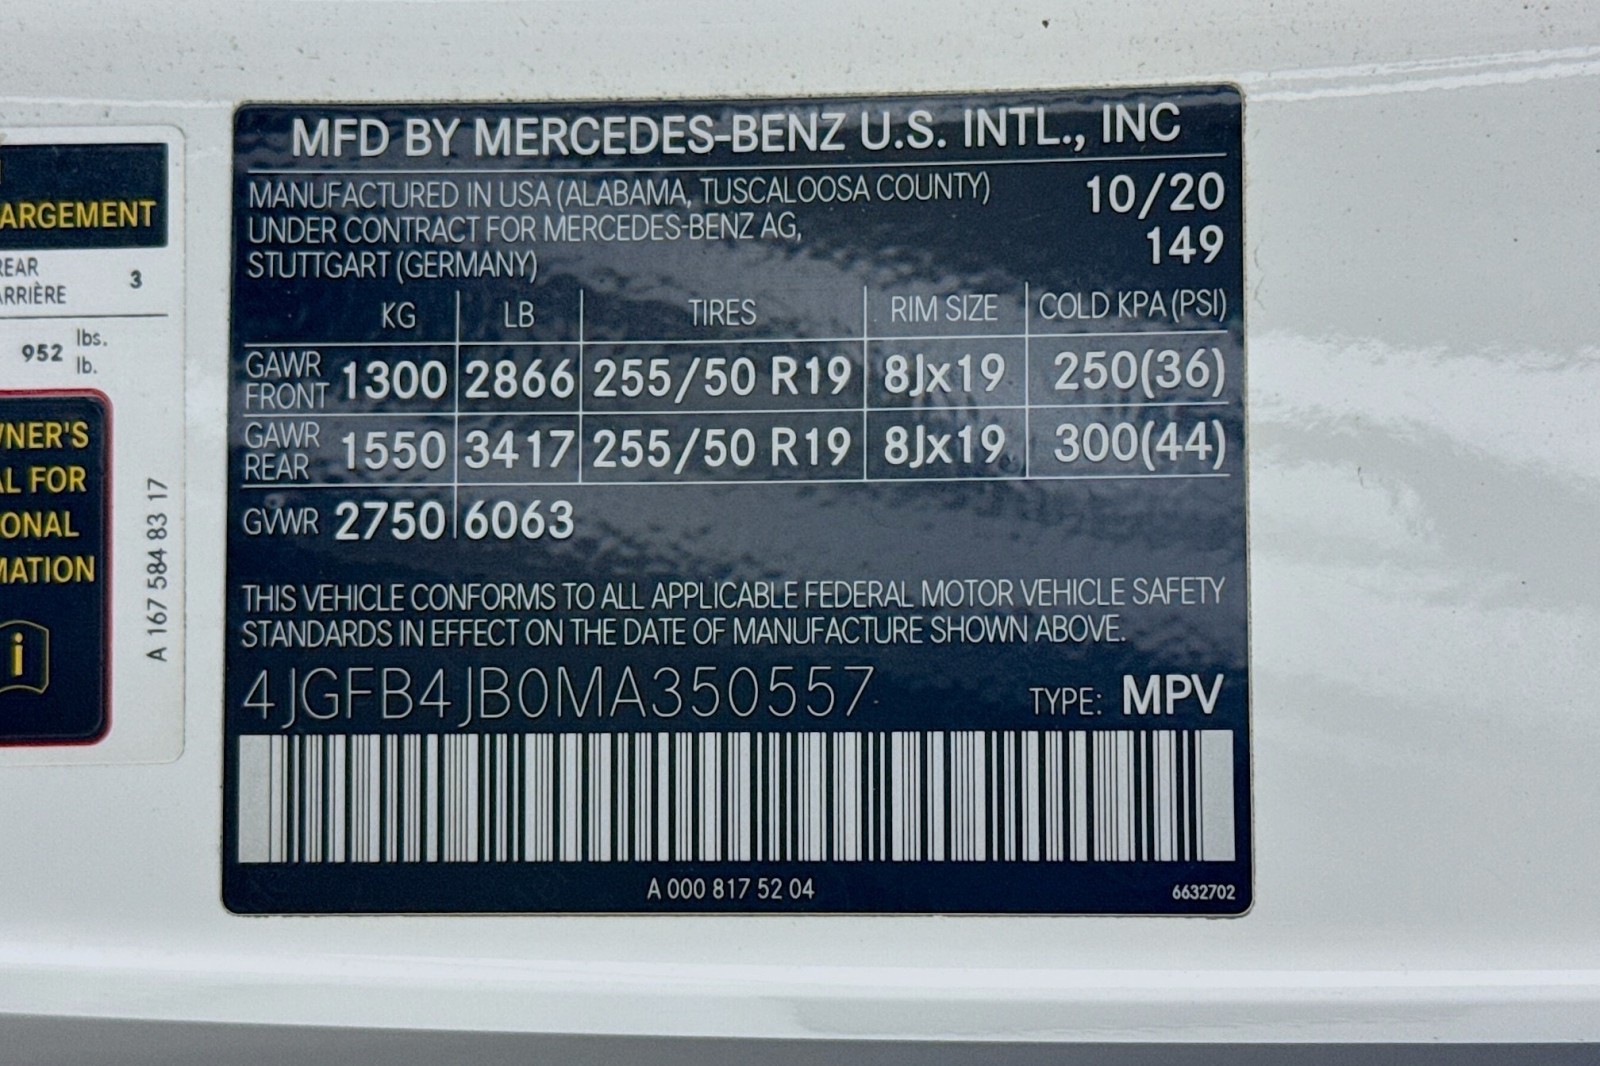 MFD BY MERCEDES-BENZ U.S. INTL., INC
MANUFACTURED IN USA (ALABAMA, TUSCALOOSA COUNTY) 10/20
UNDER CONTRACT FOR MERCEDES-BENZ AG, 149
STUTTGART (GERMANY)
KG LB TIRES RIM SIZE COLD KPA (PSI)
GAWR FRONT 1300 2866 255/50 R19 8Jx19 250(36)
GAWR REAR 1550 3417 255/50 R19 8Jx19 300(44)
GVWR 2750 6063
THIS VEHICLE CONFORMS TO ALL APPLICABLE FEDERAL MOTOR VEHICLE SAFETY
STANDARDS IN EFFECT ON THE DATE OF MANUFACTURE SHOWN ABOVE.
4JGFB4JB0MA350557 TYPE: MPV
A 000 817 52 04 6632702
ARGEMENT
REAR 3
ARRIÈRE
952 lbs.
lb.
WNER'S
AL FOR
IONAL
MATION
i
A 167 584 83 17